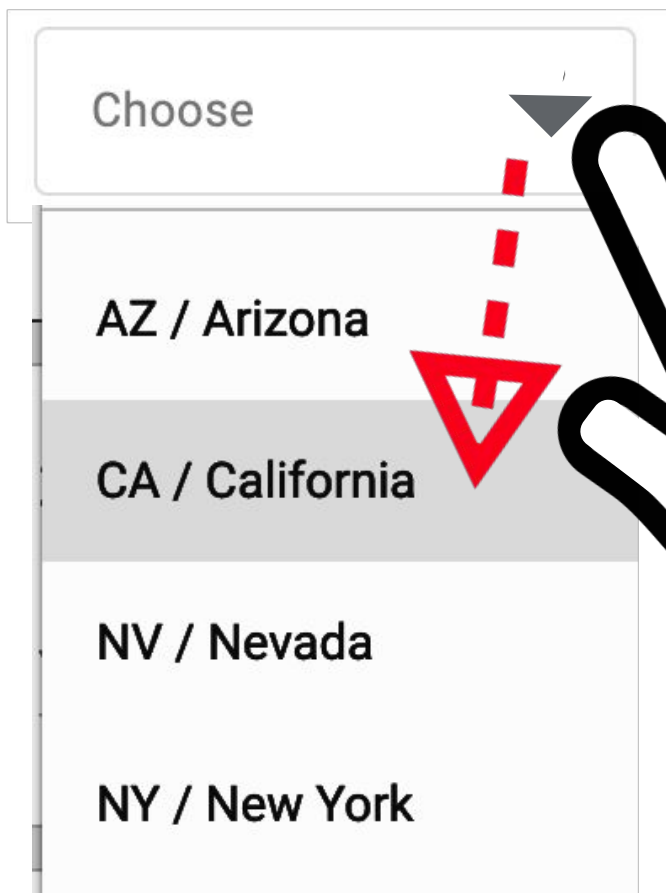 Choose
AZ / Arizona
CA / California
NV / Nevada
NY / New York